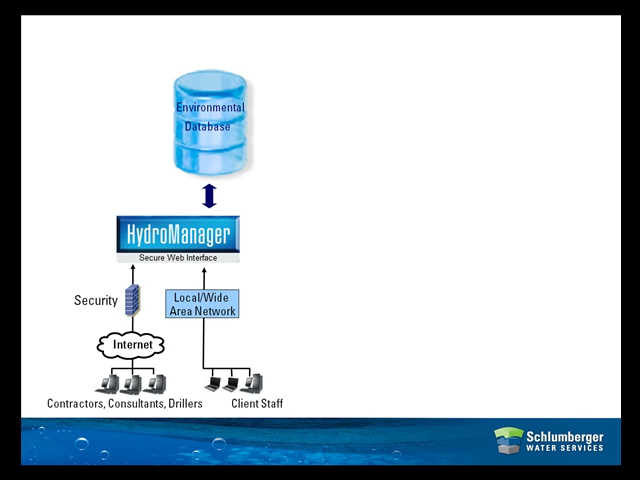 Environmental
Database
HydroManager
Secure Web Interface
Security
Local/Wide
Area Network
Internet
Contractors, Consultants, Drillers
Client Staff
Schlumberger
WATER SERVICES